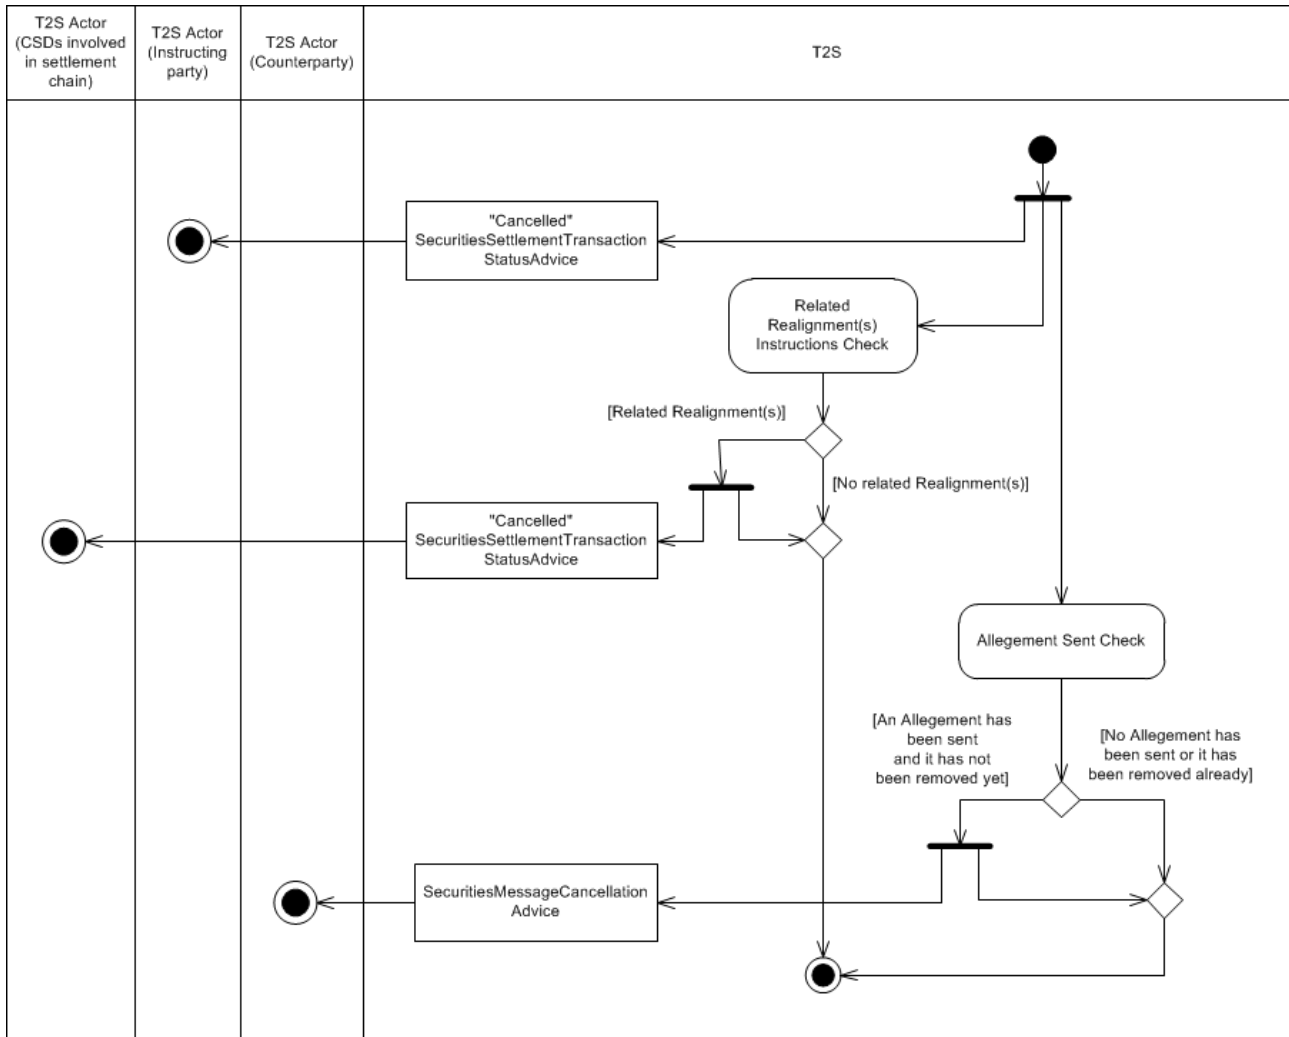 T2S Actor
(CSDs involved
in settlement
chain)
T2S Actor
(Instructing
party)
T2S Actor
(Counterparty)
T2S
"Cancelled"
SecuritiesSettlementTransaction
StatusAdvice
Related
Realignment(s)
Instructions Check
[Related Realignment(s)]
[No related Realignment(s)]
"Cancelled"
SecuritiesSettlementTransaction
StatusAdvice
Allegement Sent Check
[An Allegement has
been sent
and it has not
been removed yet]
[No Allegement has
been sent or it has
been removed already]
SecuritiesMessageCancellation
Advice